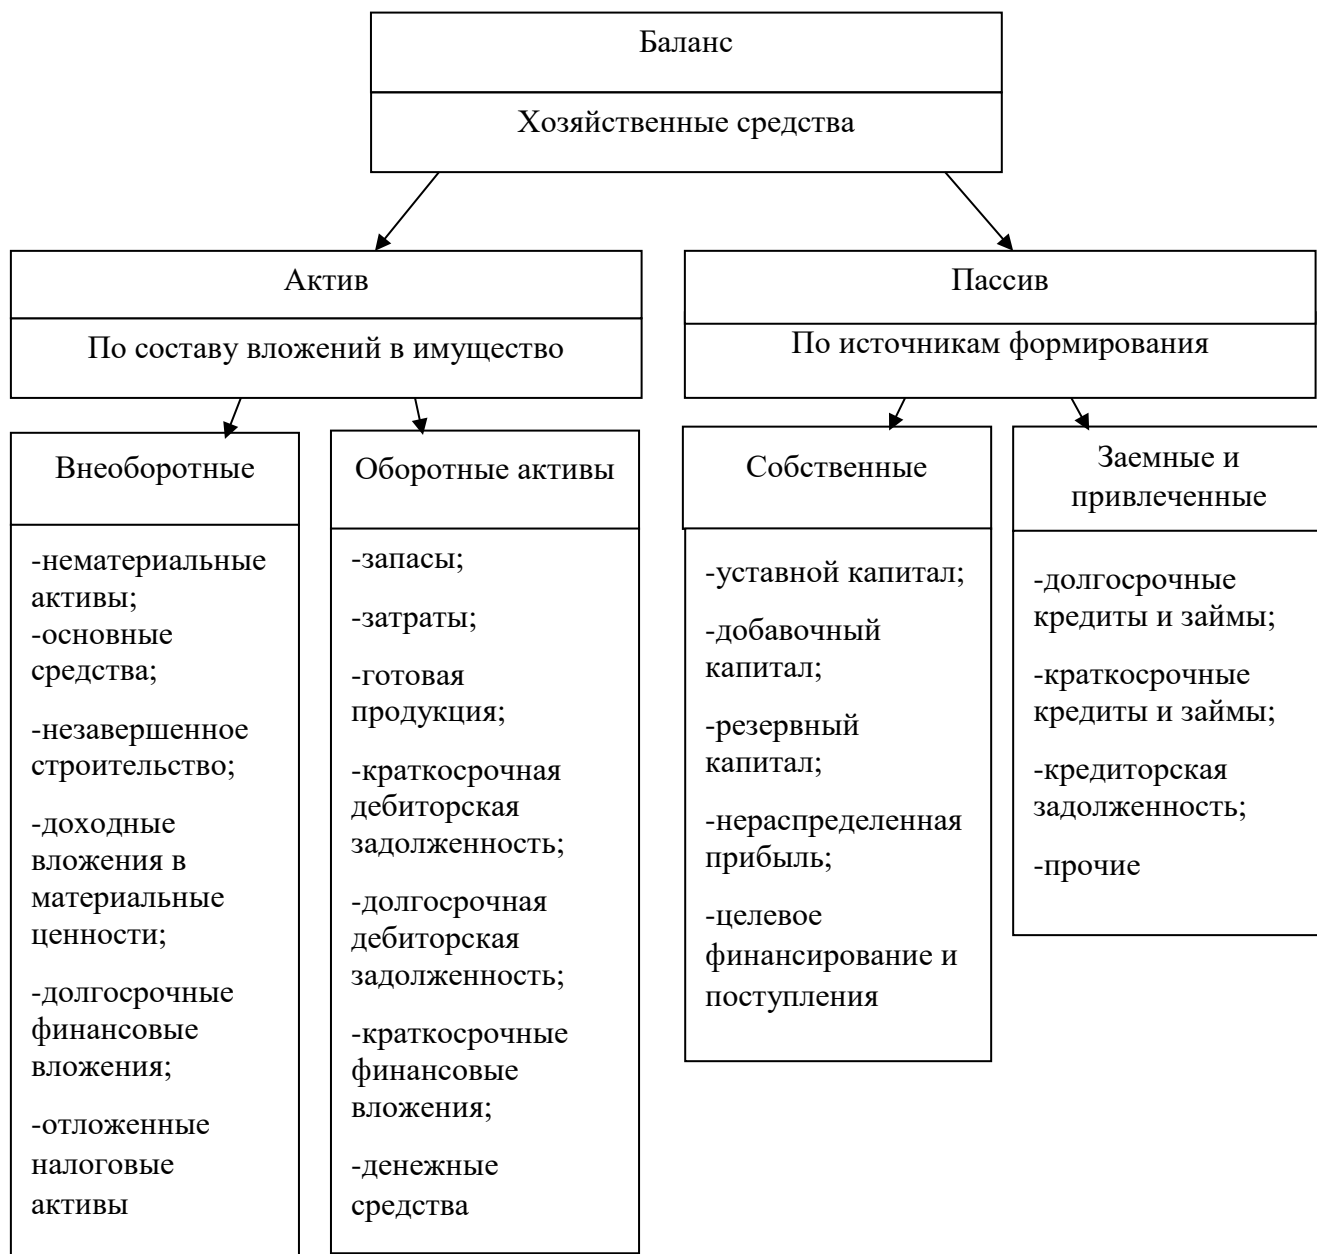 Баланс
Хозяйственные средства
Актив
По составу вложений в имущество
Пассив
По источникам формирования
Внеоборотные
-нематериальные
активы;
-основные
средства;
-незавершенное
строительство;
-доходные
вложения в
материальные
ценности;
-долгосрочные
финансовые
вложения;
-отложенные
налоговые
активы
Оборотные активы
-запасы;
-затраты;
-готовая
продукция;
-краткосрочная
дебиторская
задолженность;
-долгосрочная
дебиторская
задолженность;
-краткосрочные
финансовые
вложения;
-денежные
средства
Собственные
-уставной капитал;
-добавочный
капитал;
-резервный
капитал;
-нераспределенная
прибыль;
-целевое
финансирование и
поступления
Заемные и
привлеченные
-долгосрочные
кредиты и займы;
-краткосрочные
кредиты и займы;
-кредиторская
задолженность;
-прочие